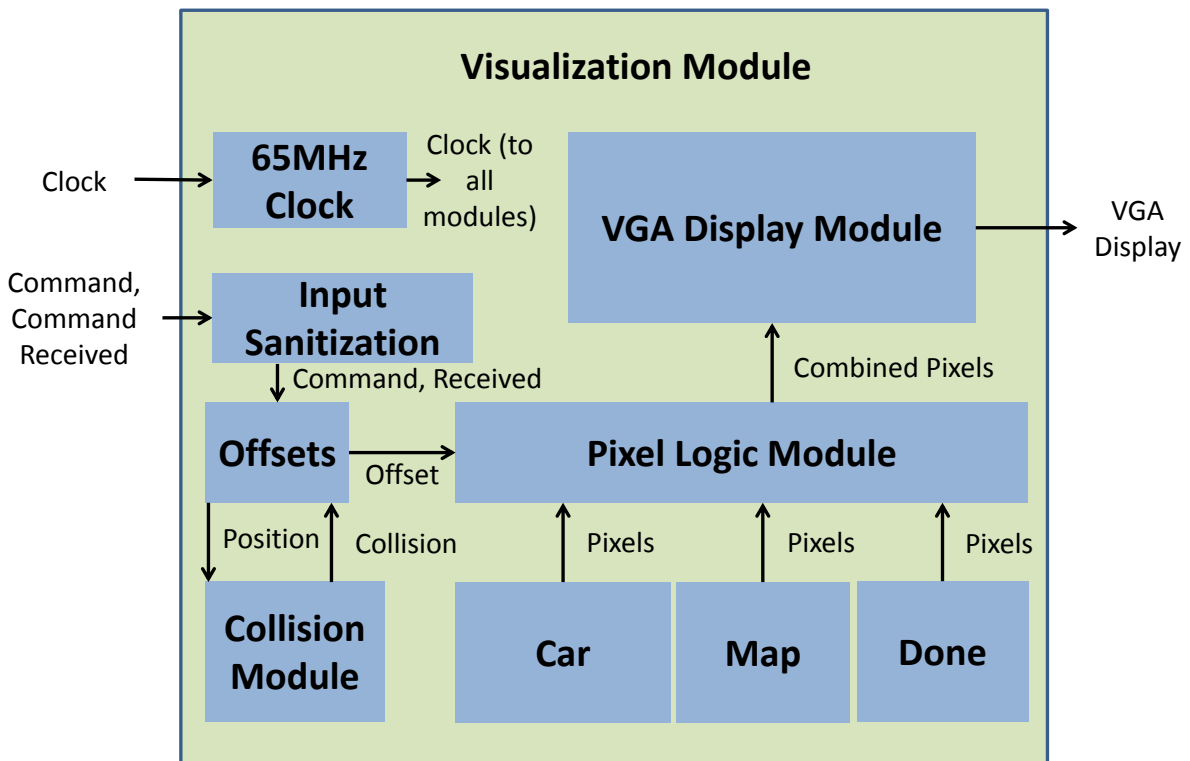 Visualization Module
Clock
65MHz
Clock
Clock (to
all
modules)
VGA Display Module
VGA
Display
Command,
Command
Received
Input
Sanitization
Command, Received
Combined Pixels
Offsets
Offset
Pixel Logic Module
Position
Collision
Pixels
Pixels
Pixels
Collision
Module
Car
Map
Done